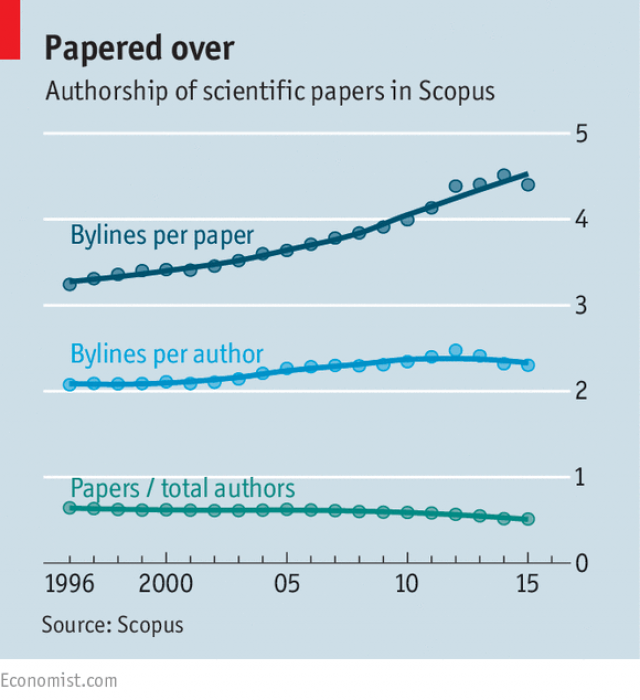 Papered over
Authorship of scientific papers in Scopus
5
Bylines per paper
4
3
Bylines per author
2
Papers / total authors
1
0
1996 2000 05 10 15
Source: Scopus
Economist.com